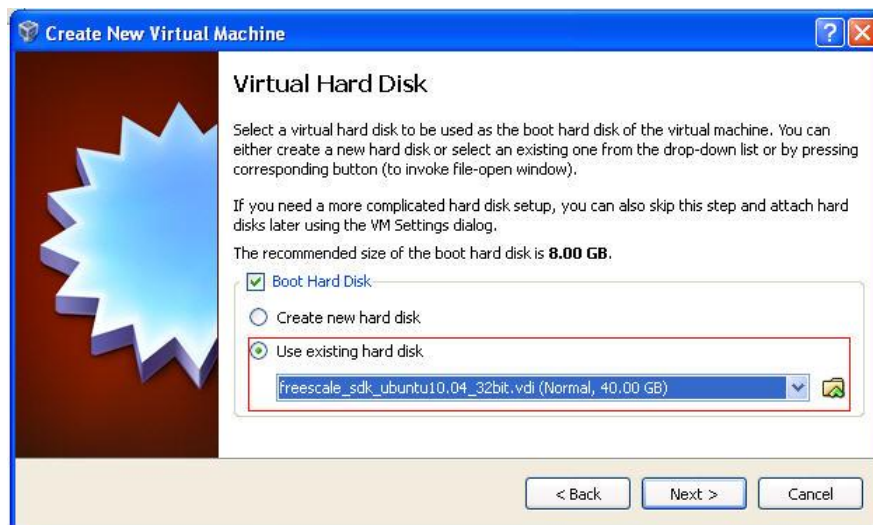 Create New Virtual Machine
Virtual Hard Disk
Select a virtual hard disk to be used as the boot hard disk of the virtual machine. You can
either create a new hard disk or select an existing one from the drop-down list or by pressing
corresponding button (to invoke file-open window).
If you need a more complicated hard disk setup, you can also skip this step and attach hard
disks later using the VM Settings dialog.
The recommended size of the boot hard disk is 8.00 GB.
Boot Hard Disk
Create new hard disk
Use existing hard disk
freescale_sdk_ubuntu10.04_32bit.vdi (Normal, 40.00 GB)
< Back
Next >
Cancel